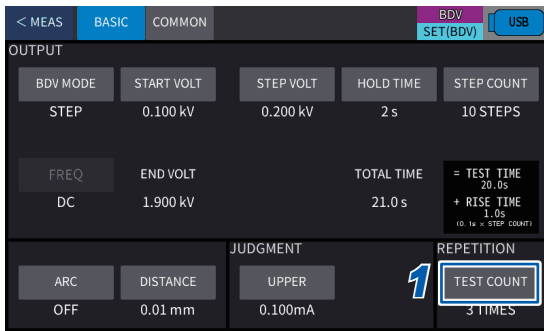 < MEAS BASIC COMMON BDV USB
SET(BDV)
OUTPUT
BDV MODE START VOLT STEP VOLT HOLD TIME STEP COUNT
STEP 0.100 kV 0.200 kV 2 s 10 STEPS
FREQ END VOLT TOTAL TIME = TEST TIME
20.0s
DC 1.900 kV 21.0 s + RISE TIME
1.0s
(0.1s × STEP COUNT)
JUDGMENT REPETITION
ARC DISTANCE UPPER 1 TEST COUNT
OFF 0.01 mm 0.100mA 3 TIMES